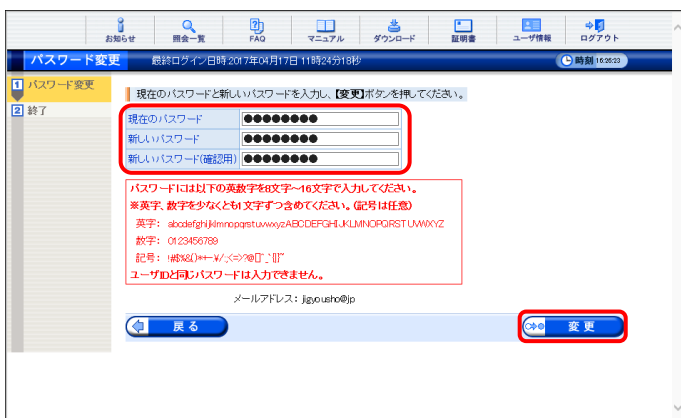 お知らせ 照会一覧 FAQ マニュアル ダウンロード 証明書 ユーザ情報 ログアウト
パスワード変更 最終ログイン日時 2017年04月17日 11時24分18秒 時刻 16:26:23
1 パスワード変更
2 終了
現在のパスワードと新しいパスワードを入力し、【変更】ボタンを押してください。
現在のパスワード ●●●●●●●●
新しいパスワード ●●●●●●●●
新しいパスワード(確認用) ●●●●●●●●
パスワードには以下の英数字を8文字~16文字で入力してください。
※英字、数字を少なくとも1文字ずつ含めてください。(記号は任意)
英字: abcdefghijklmnopqrstuvwxyzABCDEFGHIJKLMNOPQRSTUVWXYZ
数字: 0123456789
記号:
ユーザIDと同じパスワードは入力できません。
メールアドレス: jigyousho@jp
戻る 変更